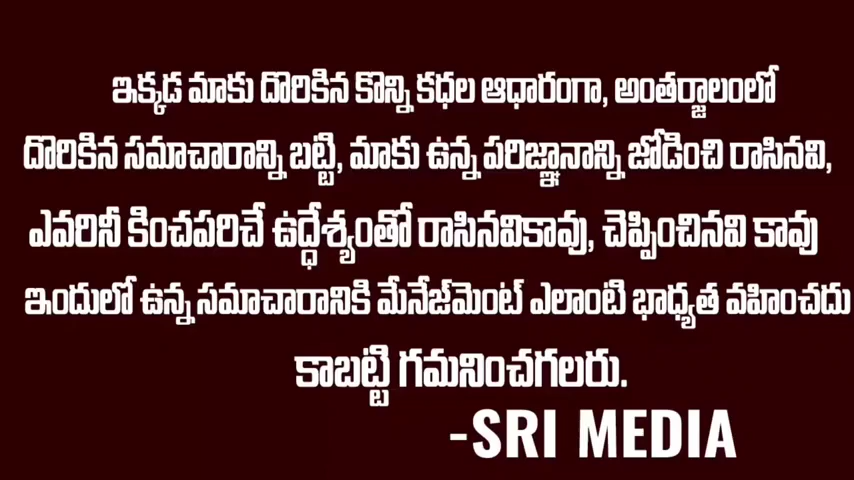 ఇక్కడ మాకు దొరికిన కొన్ని కధల ఆధారంగా, అంతర్జాలంలో
దొరికిన సమాచారాన్ని బట్టి, మాకు ఉన్న పరిజ్ఞానాన్ని జోడించి రాసినవి,
ఎవరినీ కించపరిచే ఉద్ధేశ్యంతో రాసినవికావు, చెప్పించినవి కావు
ఇందులో ఉన్న సమాచారానికి మేనేజ్‌మెంట్ ఎలాంటి భాధ్యత వహించదు
కాబట్టి గమనించగలరు.
-SRI MEDIA